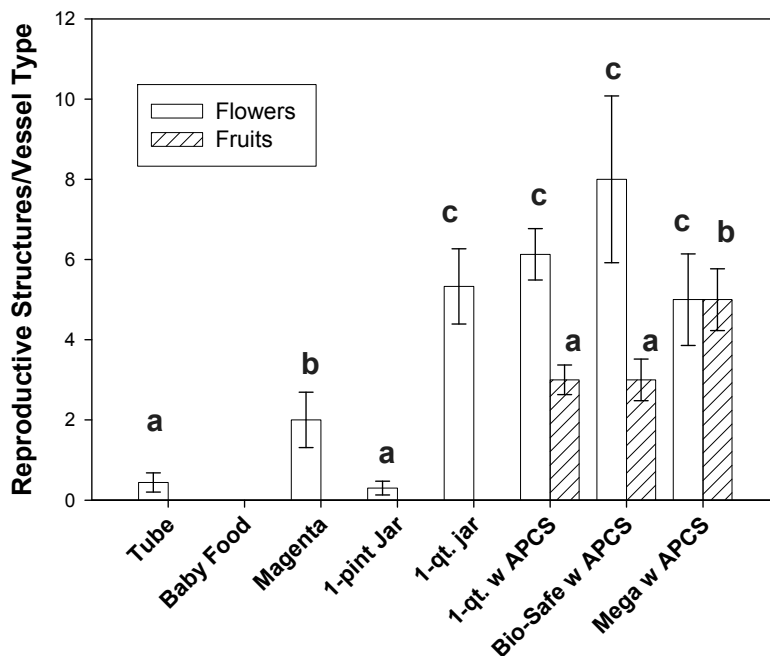 Reproductive Structures/Vessel Type
12
10
8
6
4
2
0
Flowers
Fruits
a
b
a
c
c
a
c
a
c
b
Tube
Baby Food
Magenta
1-pint Jar
1-qt. jar
1-qt. w APCS
Bio-Safe w APCS
Mega w APCS